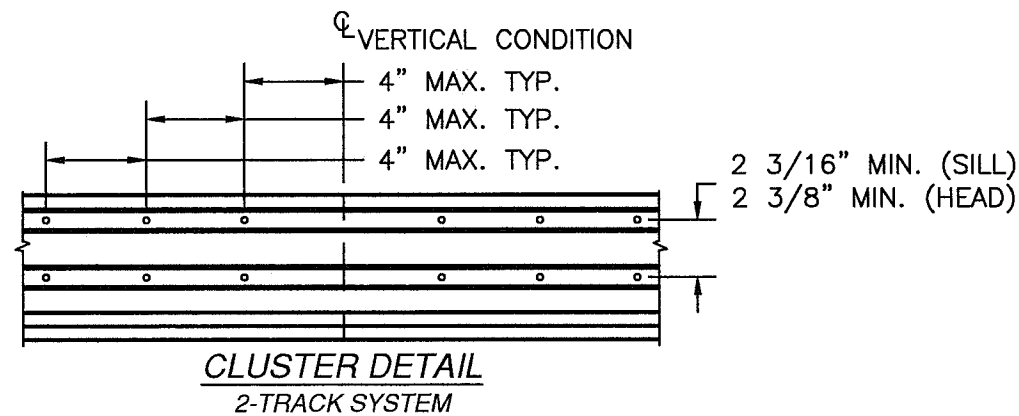 ℄ VERTICAL CONDITION
4" MAX. TYP.
4" MAX. TYP.
4" MAX. TYP.
2 3/16" MIN. (SILL)
2 3/8" MIN. (HEAD)
CLUSTER DETAIL
2-TRACK SYSTEM